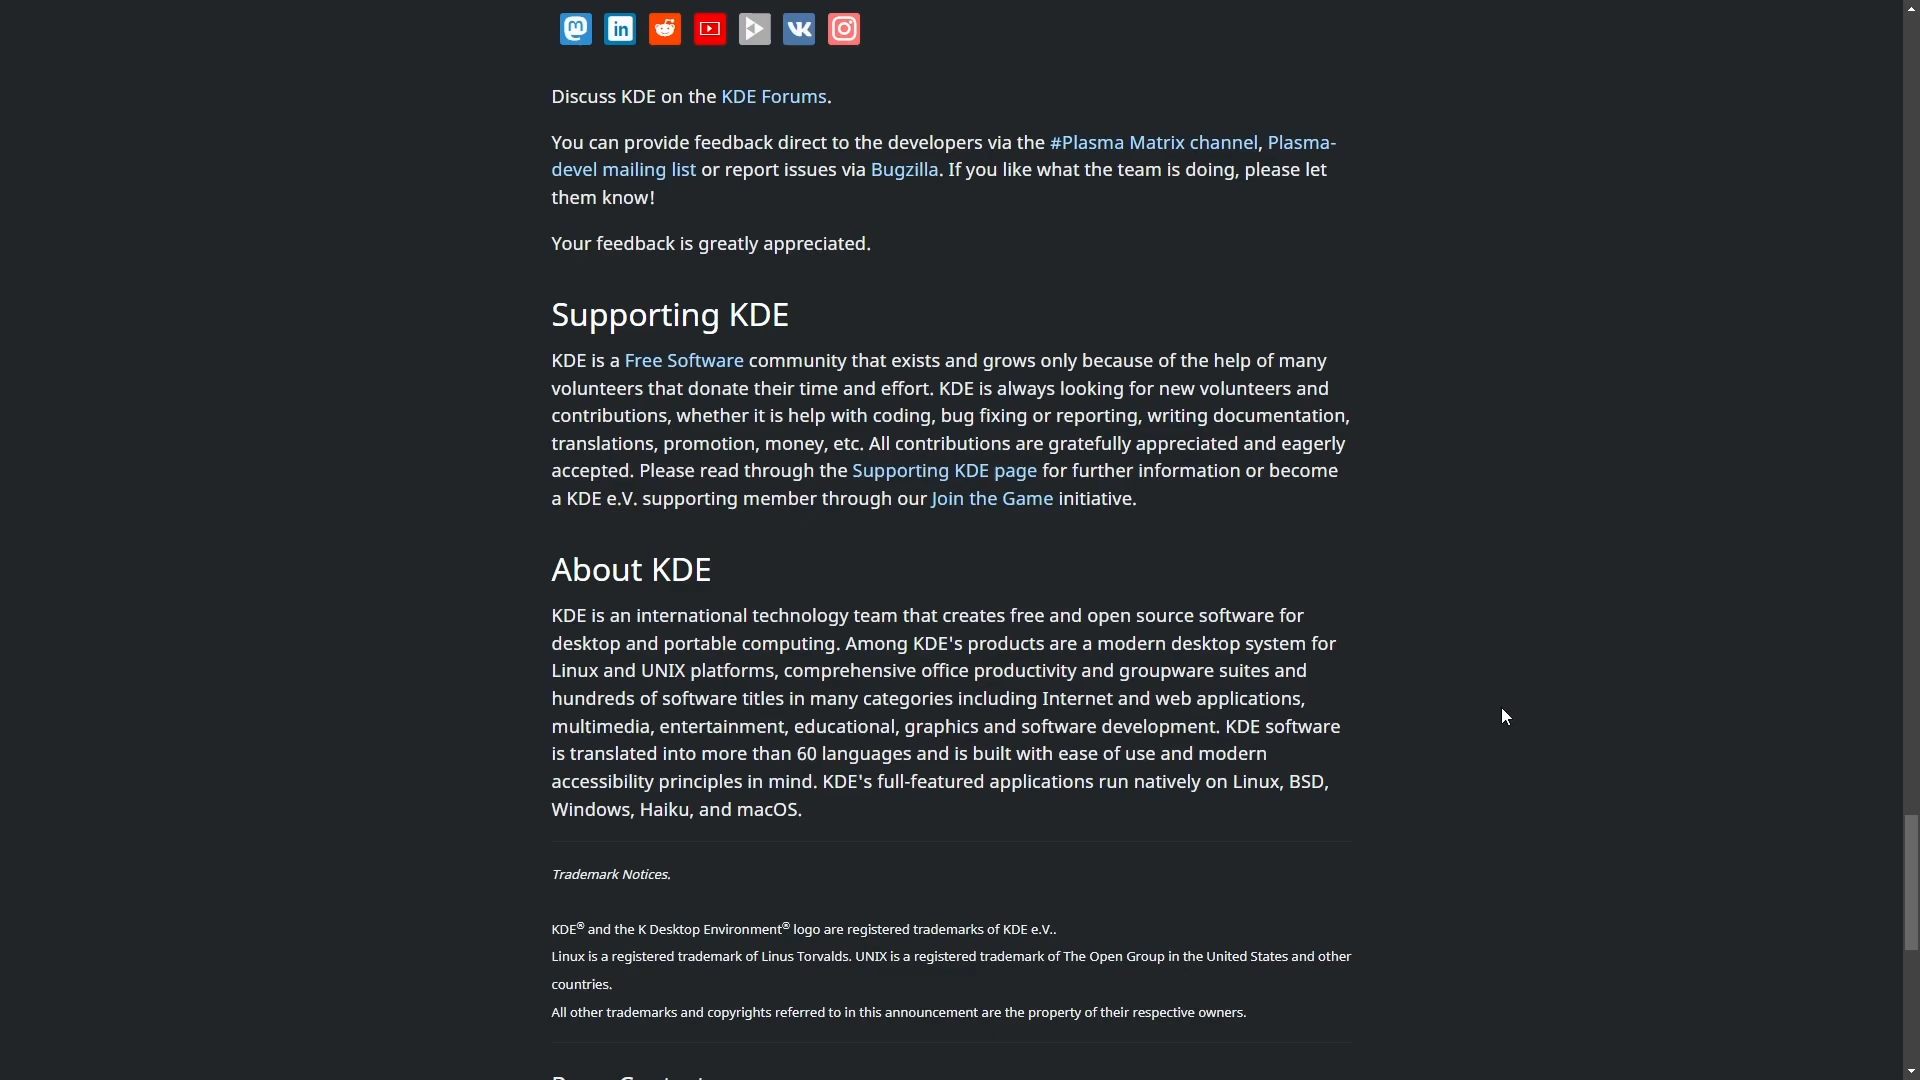 Discuss KDE on the KDE Forums.
You can provide feedback direct to the developers via the #Plasma Matrix channel, Plasma-
devel mailing list or report issues via Bugzilla. If you like what the team is doing, please let
them know!
Your feedback is greatly appreciated.
Supporting KDE
KDE is a Free Software community that exists and grows only because of the help of many
volunteers that donate their time and effort. KDE is always looking for new volunteers and
contributions, whether it is help with coding, bug fixing or reporting, writing documentation,
translations, promotion, money, etc. All contributions are gratefully appreciated and eagerly
accepted. Please read through the Supporting KDE page for further information or become
a KDE e.V. supporting member through our Join the Game initiative.
About KDE
KDE is an international technology team that creates free and open source software for
desktop and portable computing. Among KDE's products are a modern desktop system for
Linux and UNIX platforms, comprehensive office productivity and groupware suites and
hundreds of software titles in many categories including Internet and web applications,
multimedia, entertainment, educational, graphics and software development. KDE software
is translated into more than 60 languages and is built with ease of use and modern
accessibility principles in mind. KDE's full-featured applications run natively on Linux, BSD,
Windows, Haiku, and macOS.
Trademark Notices.
KDE® and the K Desktop Environment® logo are registered trademarks of KDE e.V..
Linux is a registered trademark of Linus Torvalds. UNIX is a registered trademark of The Open Group in the United States and other
countries.
All other trademarks and copyrights referred to in this announcement are the property of their respective owners.